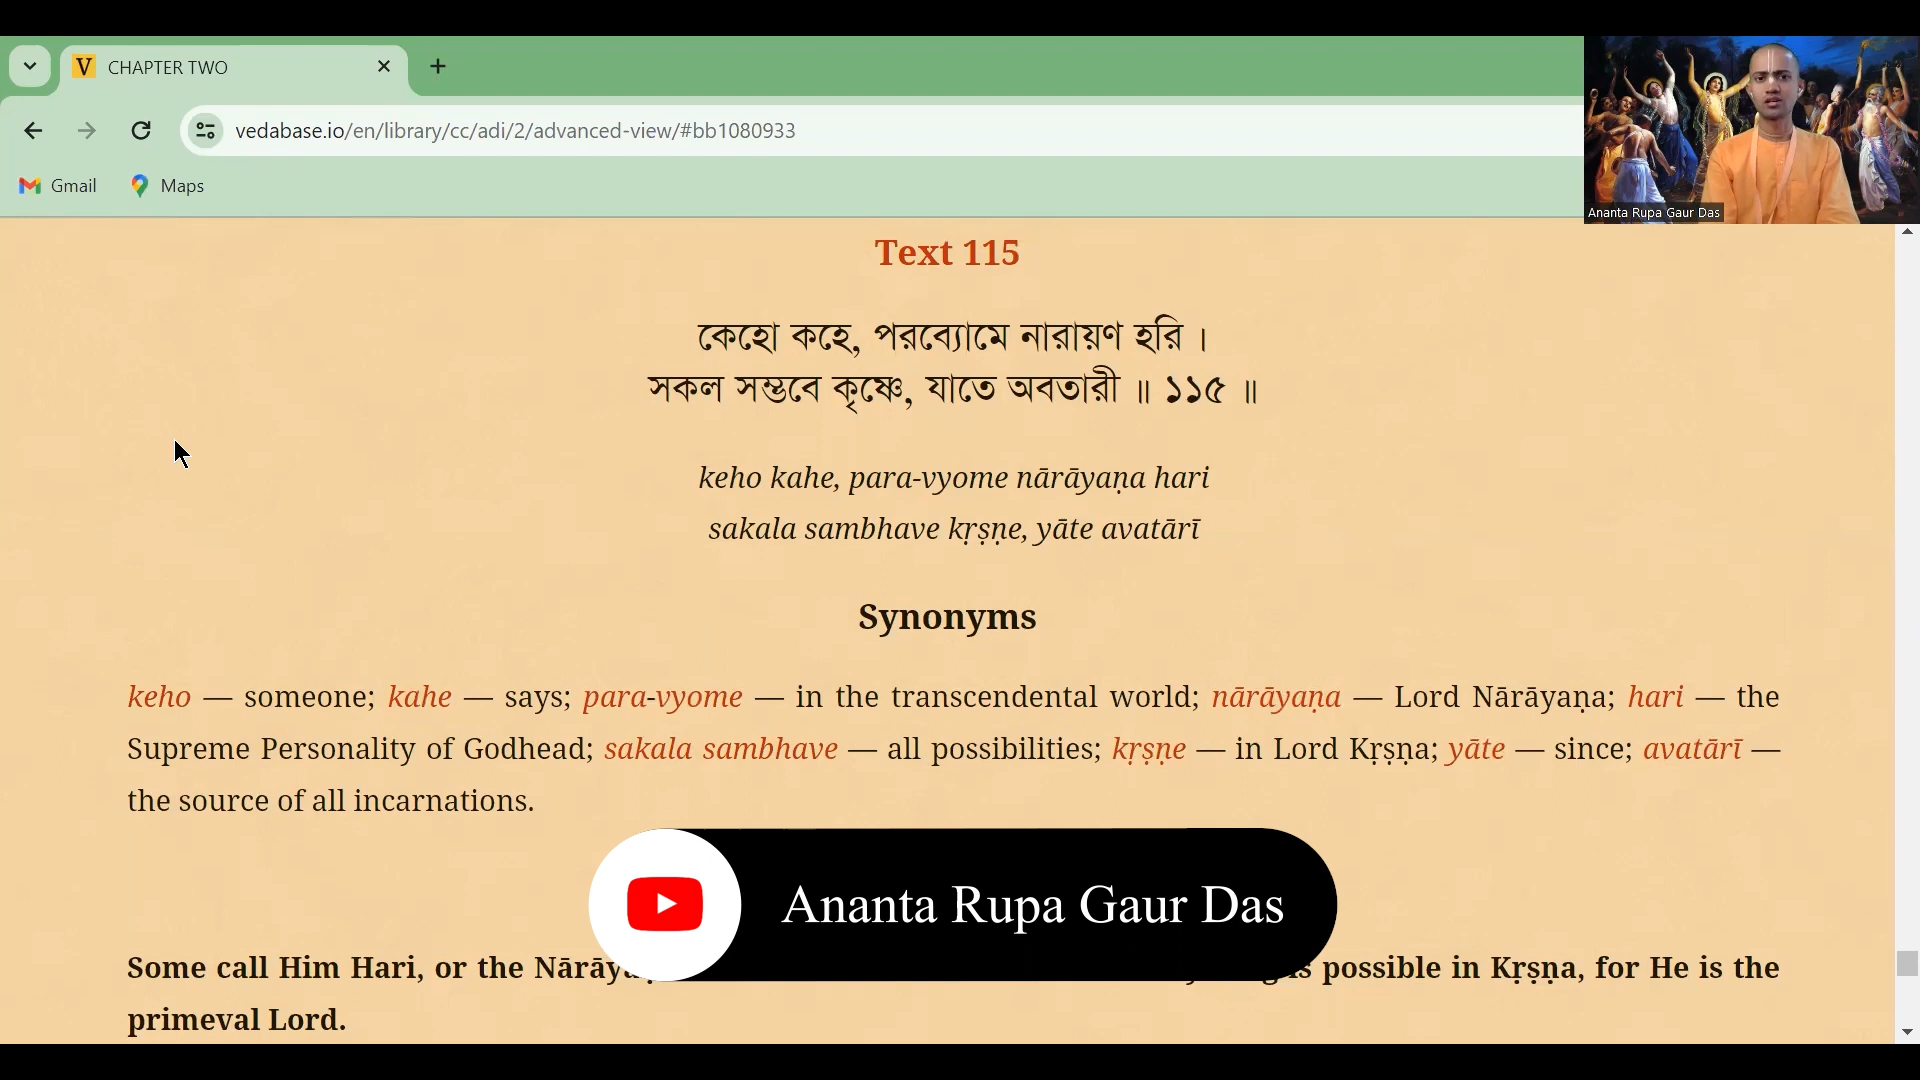 CHAPTER TWO
vedabase.io/en/library/cc/adi/2/advanced-view/#bb1080933
Gmail Maps
Ananta Rupa Gaur Das
Text 115
কেহো কহে, পরব্যোমে নারায়ণ হরি ।
সকল সম্ভবে কৃষ্ণে, যাতে অবতারী ॥ ১১৫ ॥
keho kahe, para-vyome nārāyaṇa hari
sakala sambhave kṛṣṇe, yāte avatārī
Synonyms
keho — someone; kahe — says; para-vyome — in the transcendental world; nārāyaṇa — Lord Nārāyaṇa; hari — the
Supreme Personality of Godhead; sakala sambhave — all possibilities; kṛṣṇe — in Lord Kṛṣṇa; yāte — since; avatārī —
the source of all incarnations.
Ananta Rupa Gaur Das
Some call Him Hari, or the possible in Kṛṣṇa, for He is the
primeval Lord.